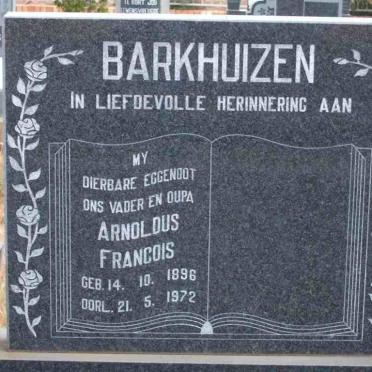 BARKHUIZEN
IN LIEFDEVOLLE HERINNERING AAN
MY
DIERBARE EGGENOOT
ONS VADER EN OUPA
ARNOLDUS
FRANCOIS
GEB. 14. 10. 1896
OORL. 21. 5. 1972